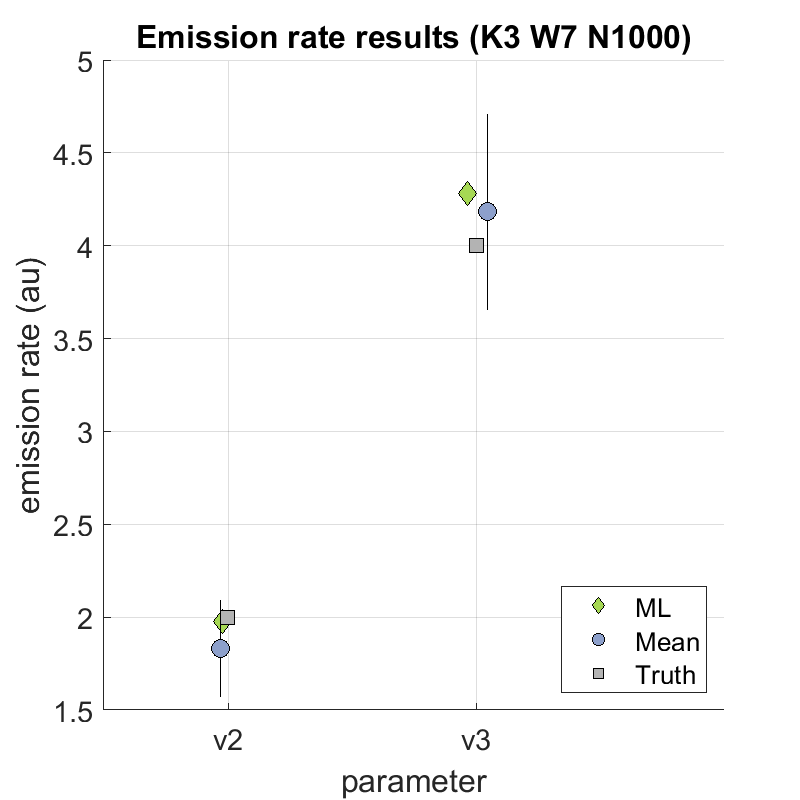 Emission rate results (K3 W7 N1000)
5
4.5
4
3.5
3
2.5
2
1.5
emission rate (au)
v2 v3
parameter
ML
Mean
Truth